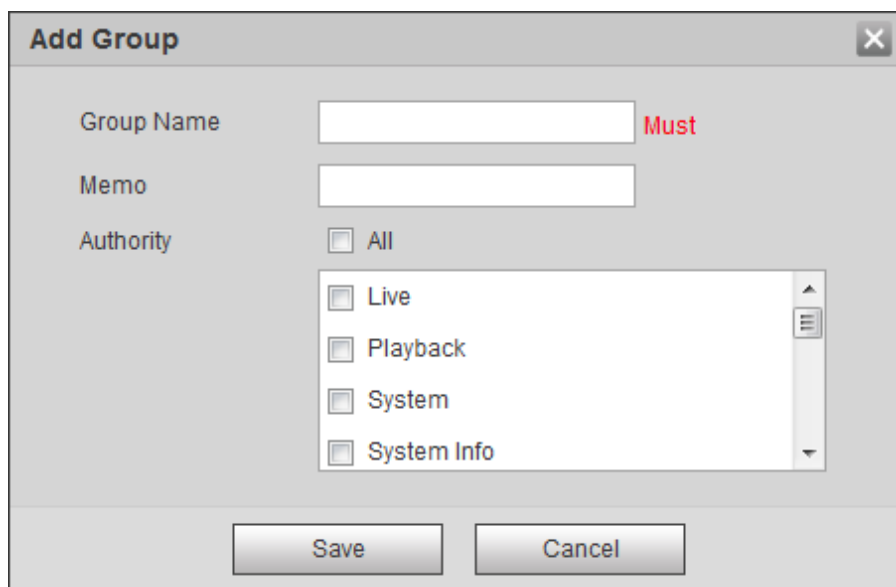 Add Group
Group Name Must
Memo
Authority All
Live
Playback
System
System Info
Save Cancel